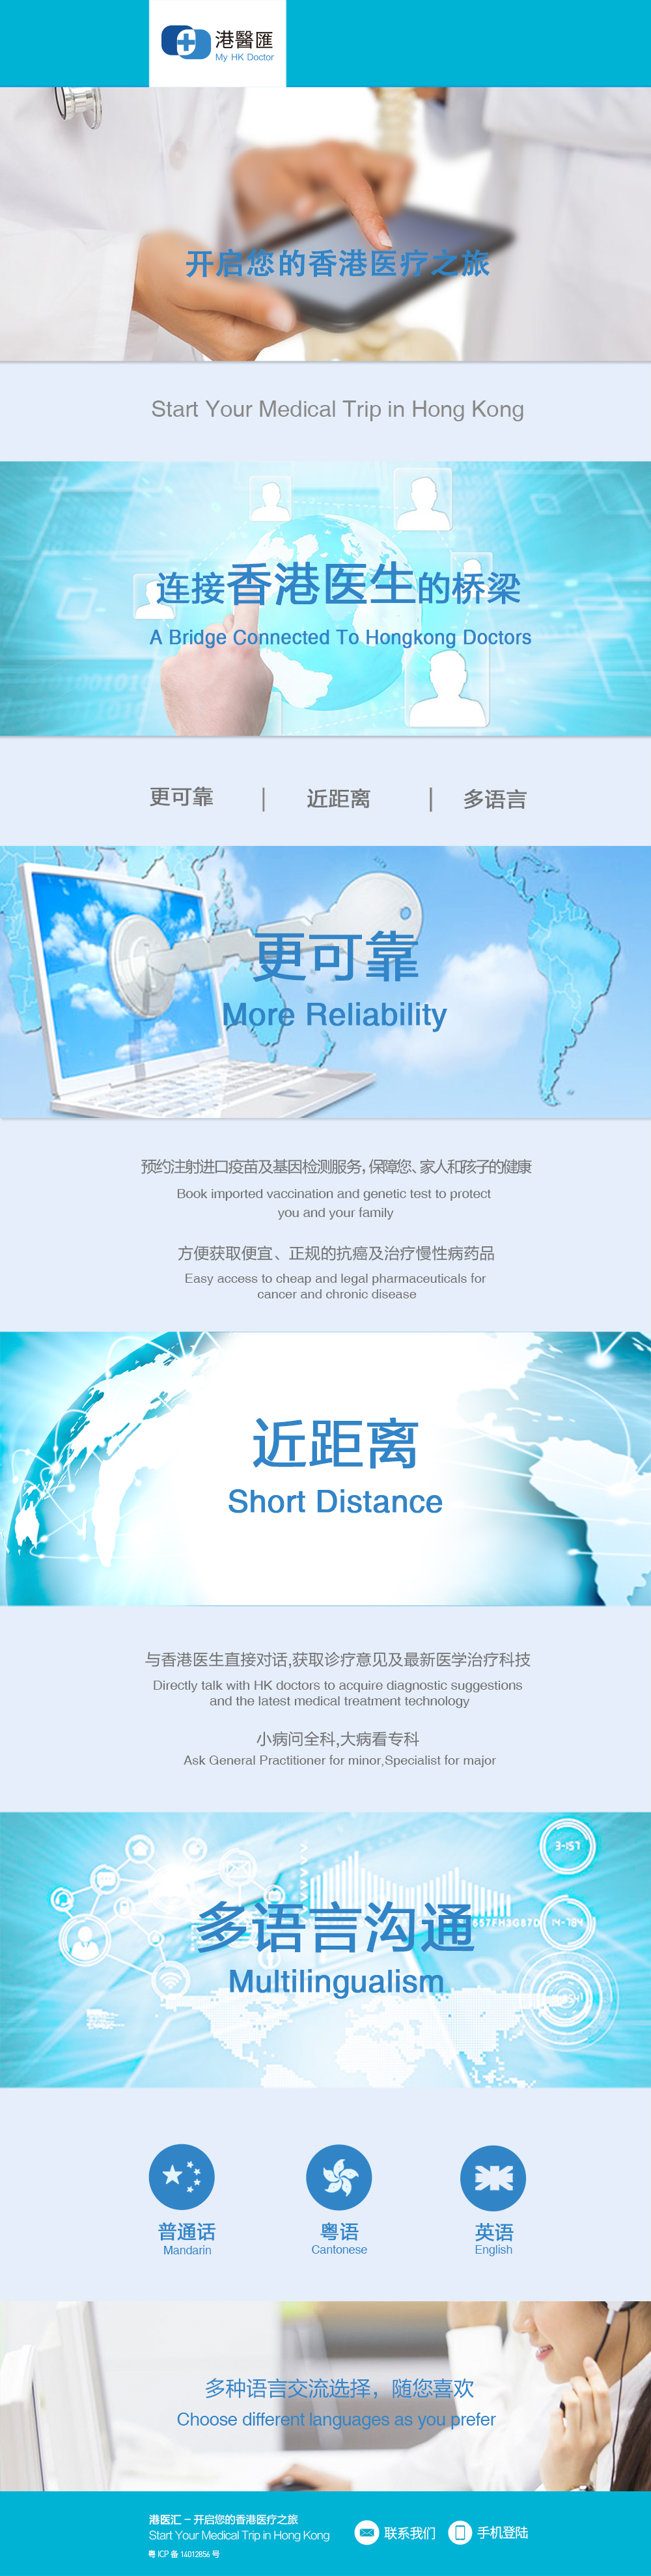 港醫匯
My HK Doctor
开启您的香港医疗之旅
Start Your Medical Trip in Hong Kong
连接香港医生的桥梁
A Bridge Connected To Hongkong Doctors
更可靠 | 近距离 | 多语言
更可靠
More Reliability
预约注射进口疫苗及基因检测服务，保障您、家人和孩子的健康
Book imported vaccination and genetic test to protect
you and your family
方便获取便宜、正规的抗癌及治疗慢性病药品
Easy access to cheap and legal pharmaceuticals for
cancer and chronic disease
近距离
Short Distance
与香港医生直接对话,获取诊疗意见及最新医学治疗科技
Directly talk with HK doctors to acquire diagnostic suggestions
and the latest medical treatment technology
小病问全科,大病看专科
Ask General Practitioner for minor,Specialist for major
3-157
多语言沟通
14-784
Multilingualism
普通话 粤语 英语
Mandarin Cantonese English
多种语言交流选择，随您喜欢
Choose different languages as you prefer
港医汇－开启您的香港医疗之旅
Start Your Medical Trip in Hong Kong
联系我们 手机登陆
粤 ICP 备 14012856 号